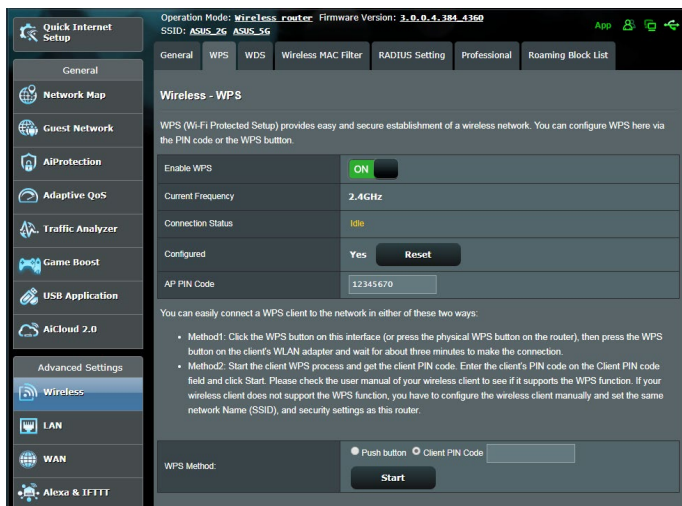 Quick Internet
Setup
Operation Mode: Wireless router Firmware Version: 3.0.0.4.384_4360
SSID: ASUS_2G ASUS_5G
App
General
WPS
WDS
Wireless MAC Filter
RADIUS Setting
Professional
Roaming Block List
General
Network Map
Guest Network
AiProtection
Adaptive QoS
Traffic Analyzer
Game Boost
USB Application
AiCloud 2.0
Advanced Settings
Wireless
LAN
WAN
Alexa & IFTTT
Wireless - WPS
WPS (Wi-Fi Protected Setup) provides easy and secure establishment of a wireless network. You can configure WPS here via
the PIN code or the WPS buttton.
Enable WPS
ON
Current Frequency
2.4GHz
Connection Status
Idle
Configured
Yes
Reset
AP PIN Code
12345670
You can easily connect a WPS client to the network in either of these two ways:
• Method1: Click the WPS button on this interface (or press the physical WPS button on the router), then press the WPS
button on the client's WLAN adapter and wait for about three minutes to make the connection.
• Method2: Start the client WPS process and get the client PIN code. Enter the client's PIN code on the Client PIN code
field and click Start. Please check the user manual of your wireless client to see if it supports the WPS function. If your
wireless client does not support the WPS function, you have to configure the wireless client manually and set the same
network Name (SSID), and security settings as this router.
WPS Method:
Push button
Client PIN Code
Start